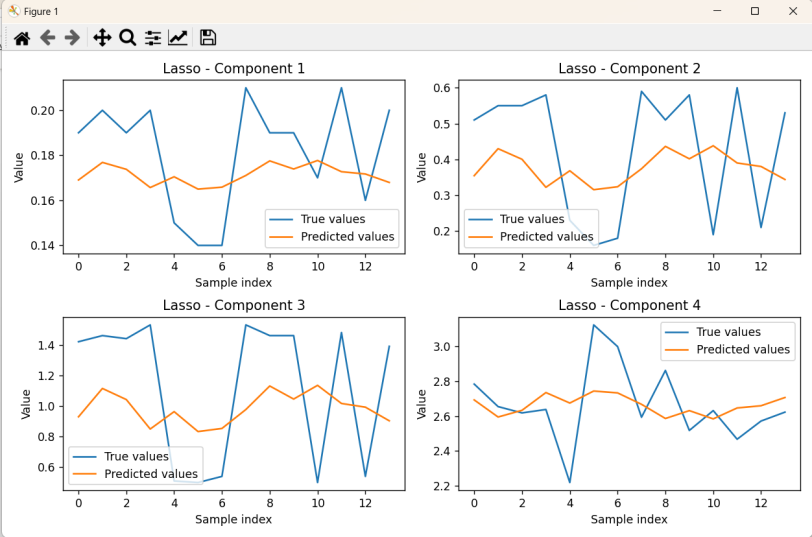 Figure 1
Lasso - Component 1
Value
0.20
0.18
0.16
0.14
True values
Predicted values
0 2 4 6 8 10 12
Sample index
Lasso - Component 2
Value
0.6
0.5
0.4
0.3
0.2
True values
Predicted values
0 2 4 6 8 10 12
Sample index
Lasso - Component 3
Value
1.4
1.2
1.0
0.8
0.6
True values
Predicted values
0 2 4 6 8 10 12
Sample index
Lasso - Component 4
Value
3.0
2.8
2.6
2.4
2.2
True values
Predicted values
0 2 4 6 8 10 12
Sample index